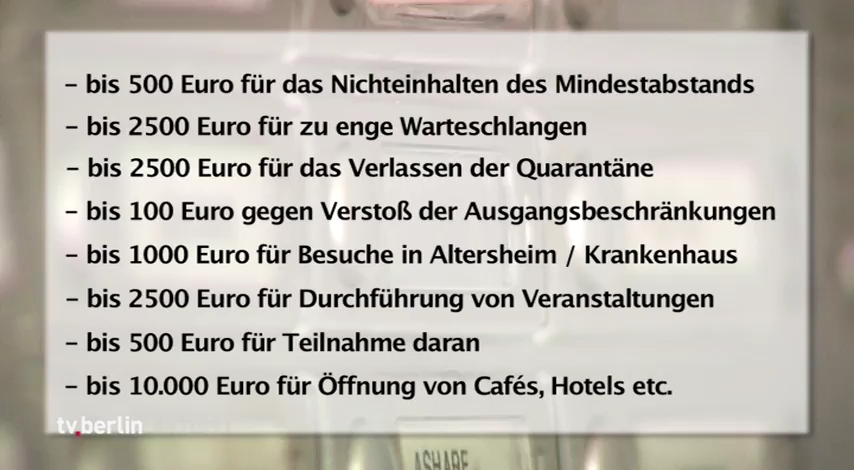 – bis 500 Euro für das Nichteinhalten des Mindestabstands
– bis 2500 Euro für zu enge Warteschlangen
– bis 2500 Euro für das Verlassen der Quarantäne
– bis 100 Euro gegen Verstoß der Ausgangsbeschränkungen
– bis 1000 Euro für Besuche in Altersheim / Krankenhaus
– bis 2500 Euro für Durchführung von Veranstaltungen
– bis 500 Euro für Teilnahme daran
– bis 10.000 Euro für Öffnung von Cafés, Hotels etc.
tv.berlin